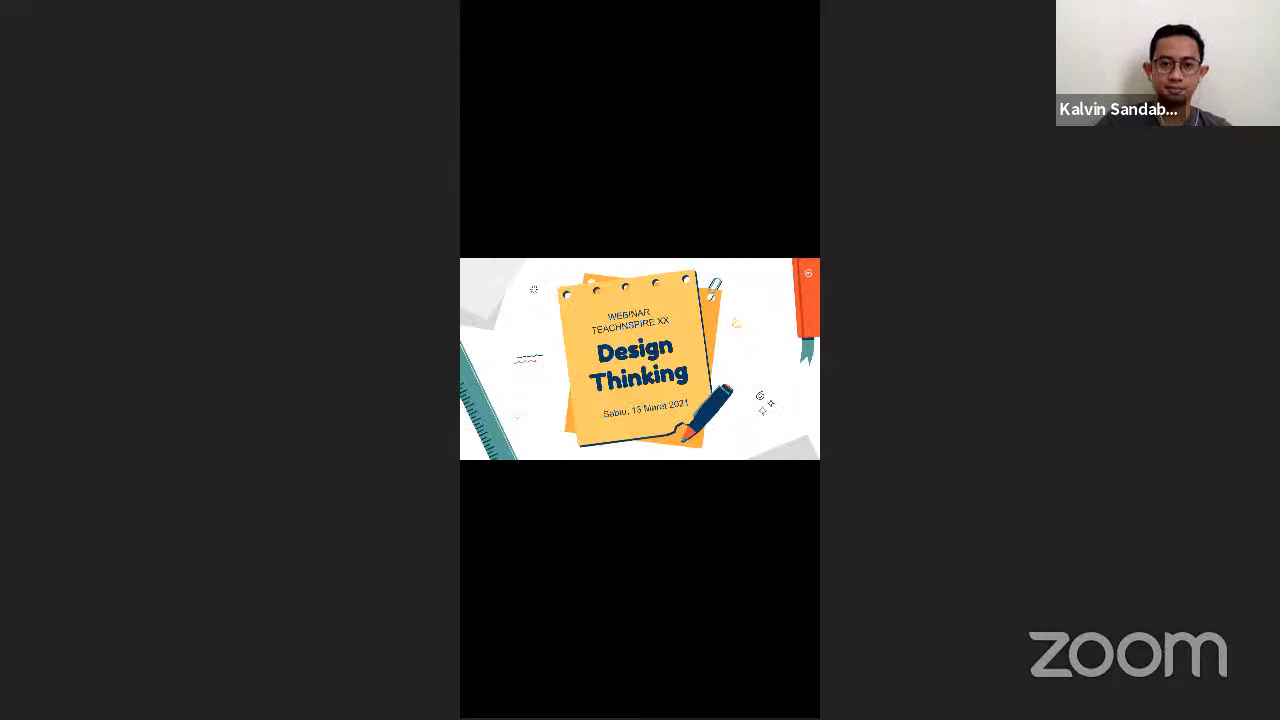 Kalvin Sandab...
WEBINAR
TEACHNSPIRE XX
Design
Thinking
Sabtu, 13 Maret 2021
zoom